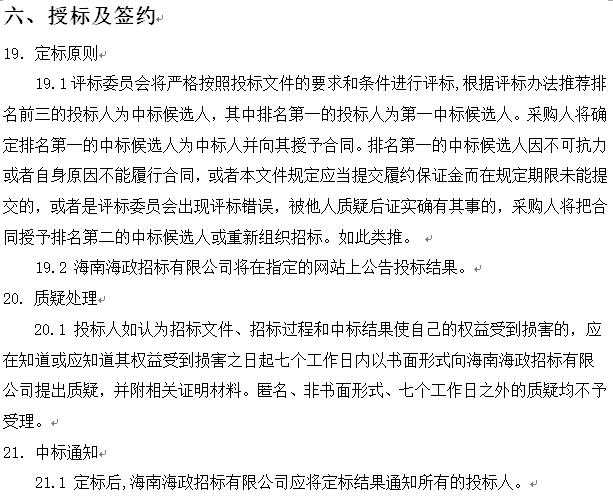 六、授标及签约
19. 定标原则
19.1评标委员会将严格按照投标文件的要求和条件进行评标,根据评标办法推荐排
名前三的投标人为中标候选人，其中排名第一的投标人为第一中标候选人。采购人将确
定排名第一的中标候选人为中标人并向其授予合同。排名第一的中标候选人因不可抗力
或者自身原因不能履行合同，或者本文件规定应当提交履约保证金而在规定期限未能提
交的，或者是评标委员会出现评标错误，被他人质疑后证实确有其事的，采购人将把合
同授予排名第二的中标候选人或重新组织招标。如此类推。
19.2 海南海政招标有限公司将在指定的网站上公告投标结果。
20. 质疑处理
20.1 投标人如认为招标文件、招标过程和中标结果使自己的权益受到损害的，应
在知道或应知道其权益受到损害之日起七个工作日内以书面形式向海南海政招标有限
公司提出质疑，并附相关证明材料。匿名、非书面形式、七个工作日之外的质疑均不予
受理。
21. 中标通知
21.1 定标后,海南海政招标有限公司应将定标结果通知所有的投标人。